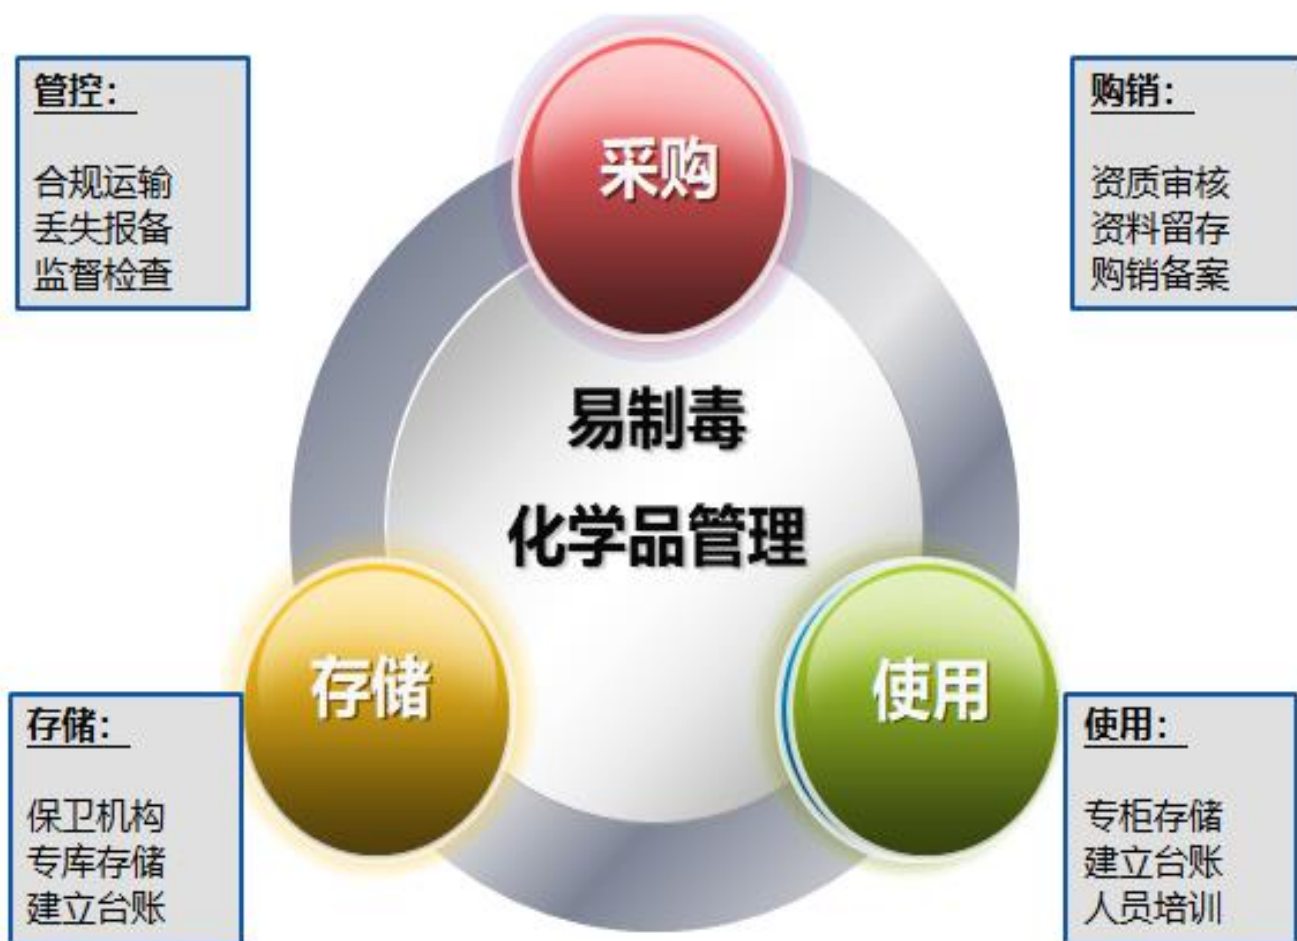 管控：
合规运输
丢失报备
监督检查
采购
购销：
资质审核
资料留存
购销备案
易制毒
化学品管理
存储
使用
存储：
保卫机构
专库存储
建立台账
使用：
专柜存储
建立台账
人员培训